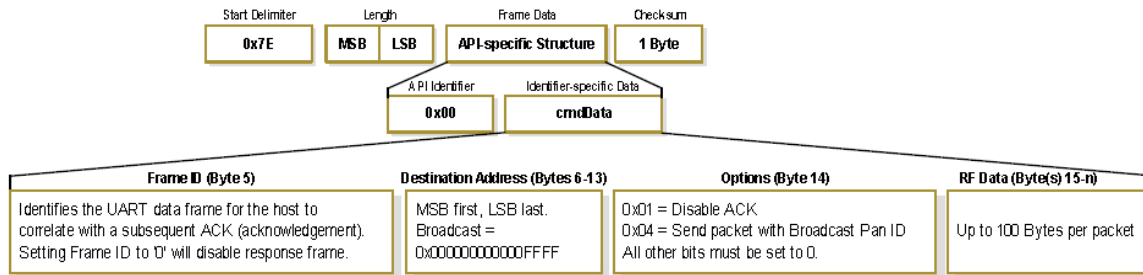 Start Delimiter Length Frame Data Checksum
0x7E MSB LSB API-specific Structure 1 Byte
API Identifier Identifier-specific Data
0x00 cmdData
Frame ID (Byte 5) Destination Address (Bytes 6-13) Options (Byte 14) RF Data (Byte(s) 15-n)
Identifies the UART data frame for the host to
correlate with a subsequent ACK (acknowledgement).
Setting Frame ID to '0' will disable response frame.
MSB first, LSB last.
Broadcast =
0x000000000000FFFF
0x01 = Disable ACK
0x04 = Send packet with Broadcast Pan ID
All other bits must be set to 0.
Up to 100 Bytes per packet